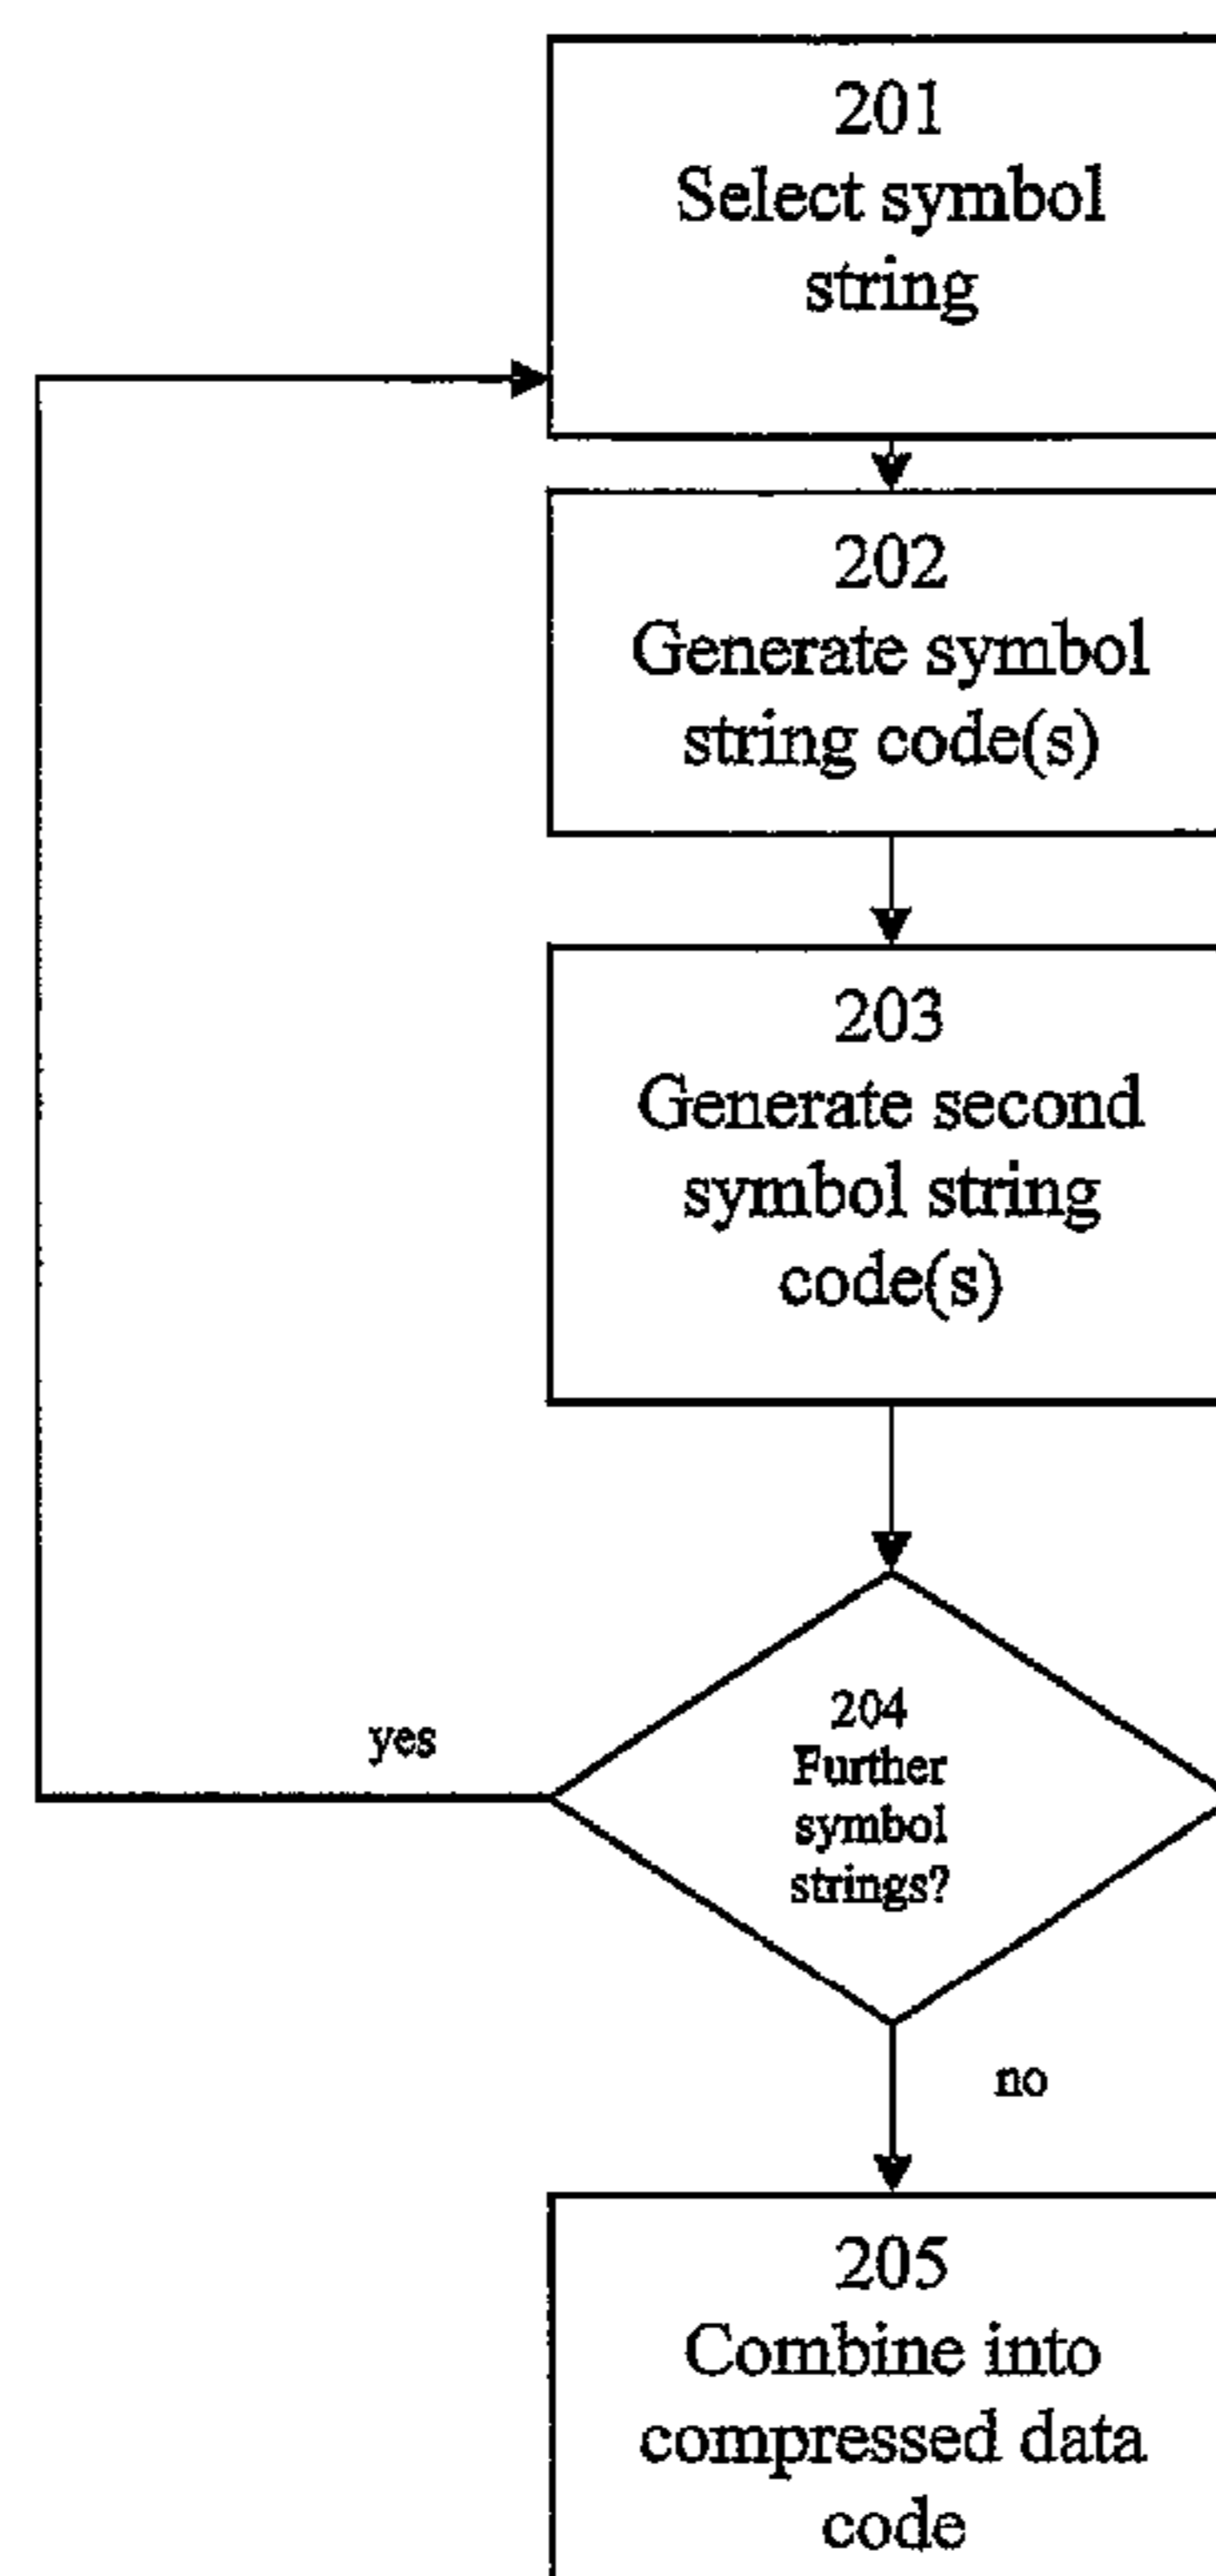 201
Select symbol
string
202
Generate symbol
string code(s)
203
Generate second
symbol string
code(s)
204
Further
symbol
strings?
yes
no
205
Combine into
compressed data
code